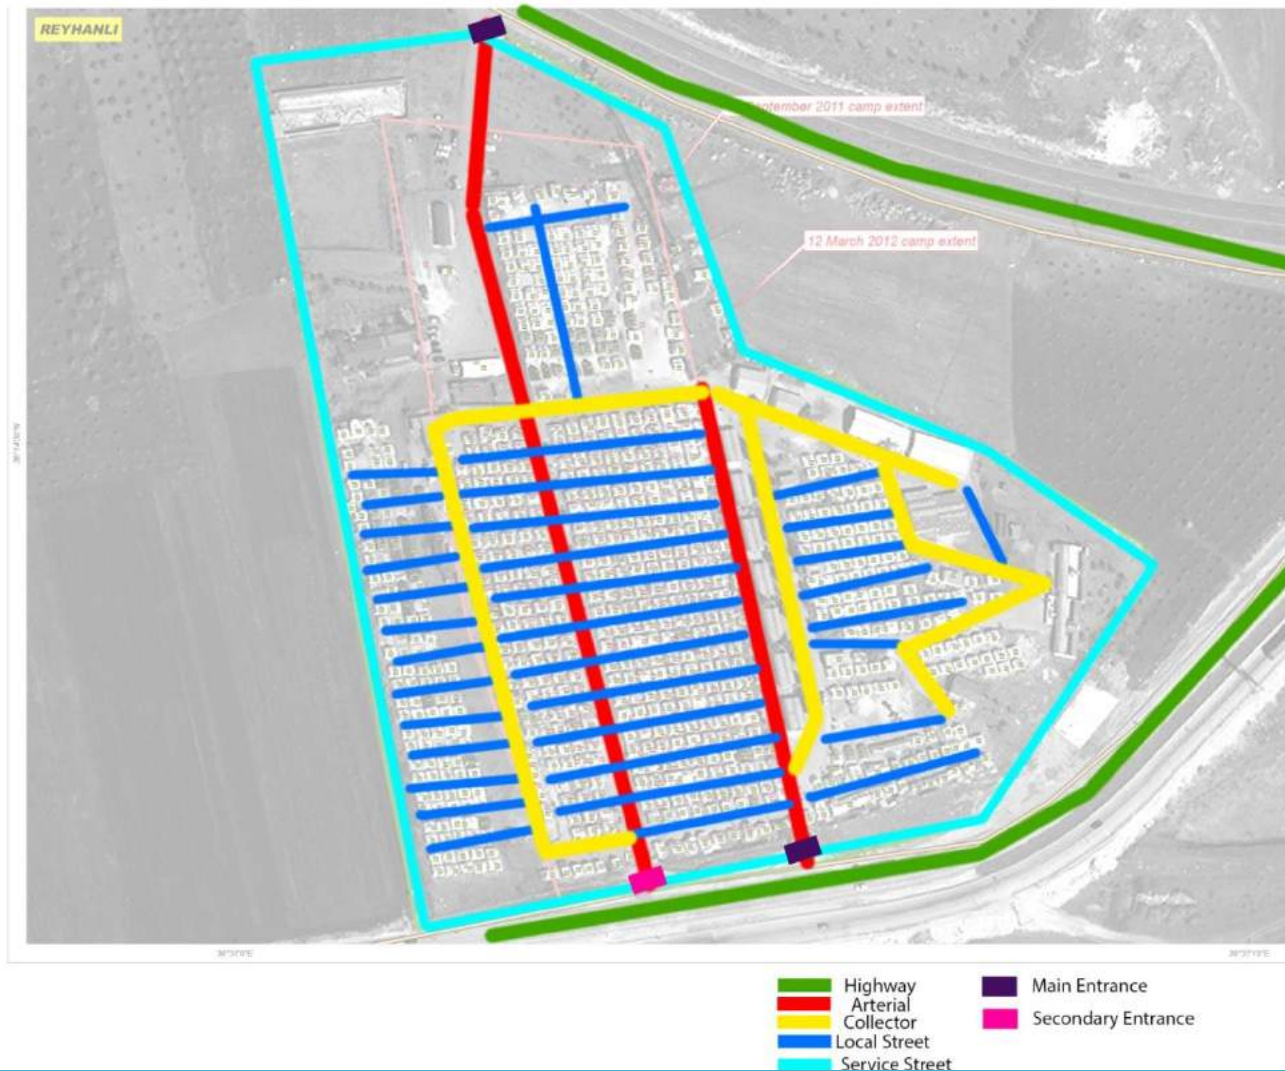 REYHANLI
September 2011 camp extent
12 March 2012 camp extent
Highway
Arterial
Collector
Local Street
Service Street
Main Entrance
Secondary Entrance